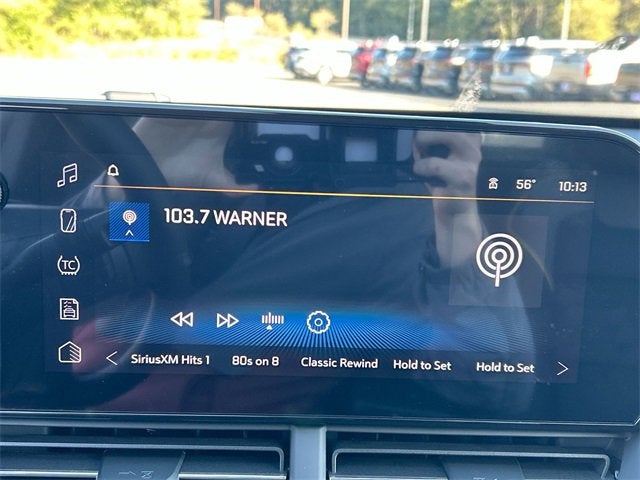 56° 10:13
103.7 WARNER
TC
SiriusXM Hits 1 80s on 8 Classic Rewind Hold to Set Hold to Set